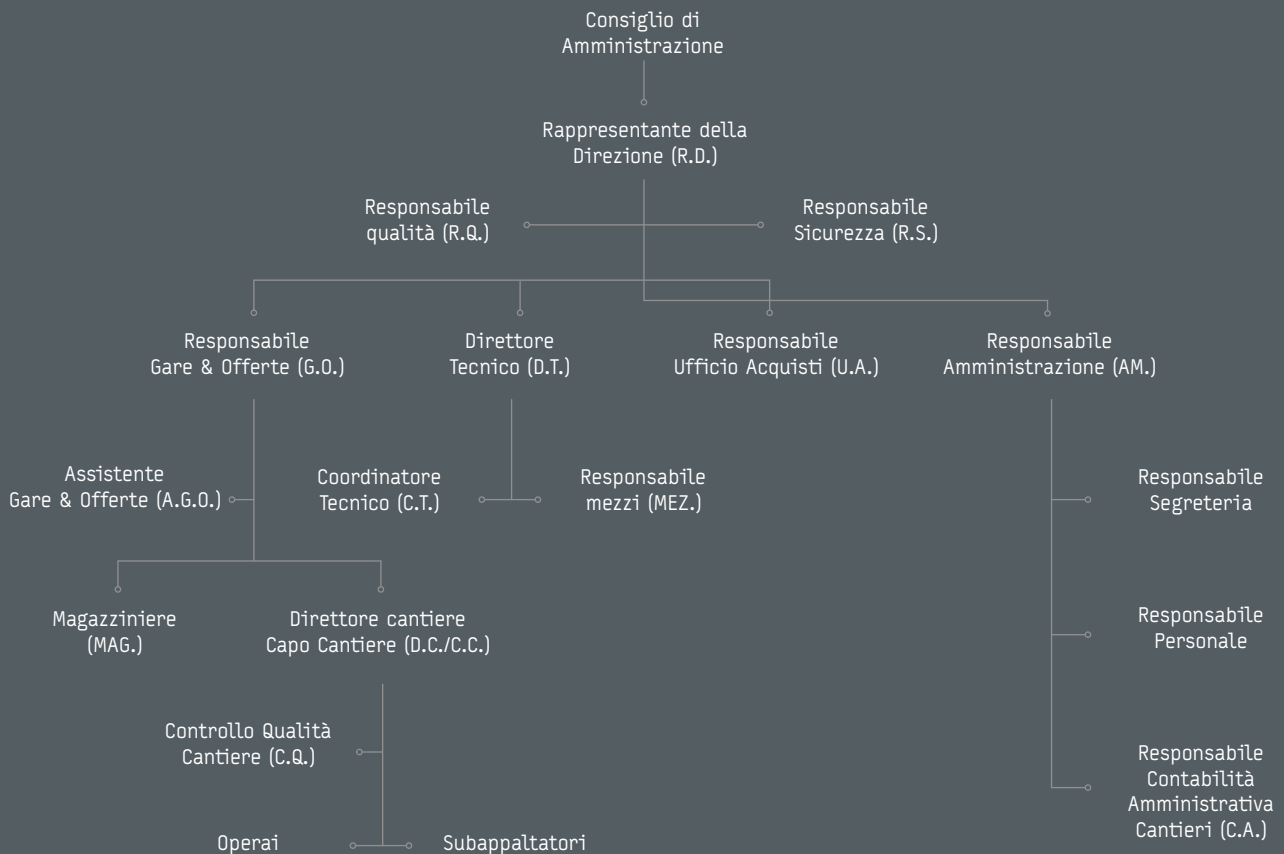 Consiglio di
Amministrazione
Rappresentante della
Direzione (R.D.)
Responsabile
qualità (R.Q.)
Responsabile
Sicurezza (R.S.)
Responsabile
Gare & Offerte (G.O.)
Direttore
Tecnico (D.T.)
Responsabile
Ufficio Acquisti (U.A.)
Responsabile
Amministrazione (AM.)
Assistente
Gare & Offerte (A.G.O.)
Coordinatore
Tecnico (C.T.)
Responsabile
mezzi (MEZ.)
Responsabile
Segreteria
Magazziniere
(MAG.)
Direttore cantiere
Capo Cantiere (D.C./C.C.)
Responsabile
Personale
Controllo Qualità
Cantiere (C.Q.)
Responsabile
Contabilità
Amministrativa
Cantieri (C.A.)
Operai
Subappaltatori